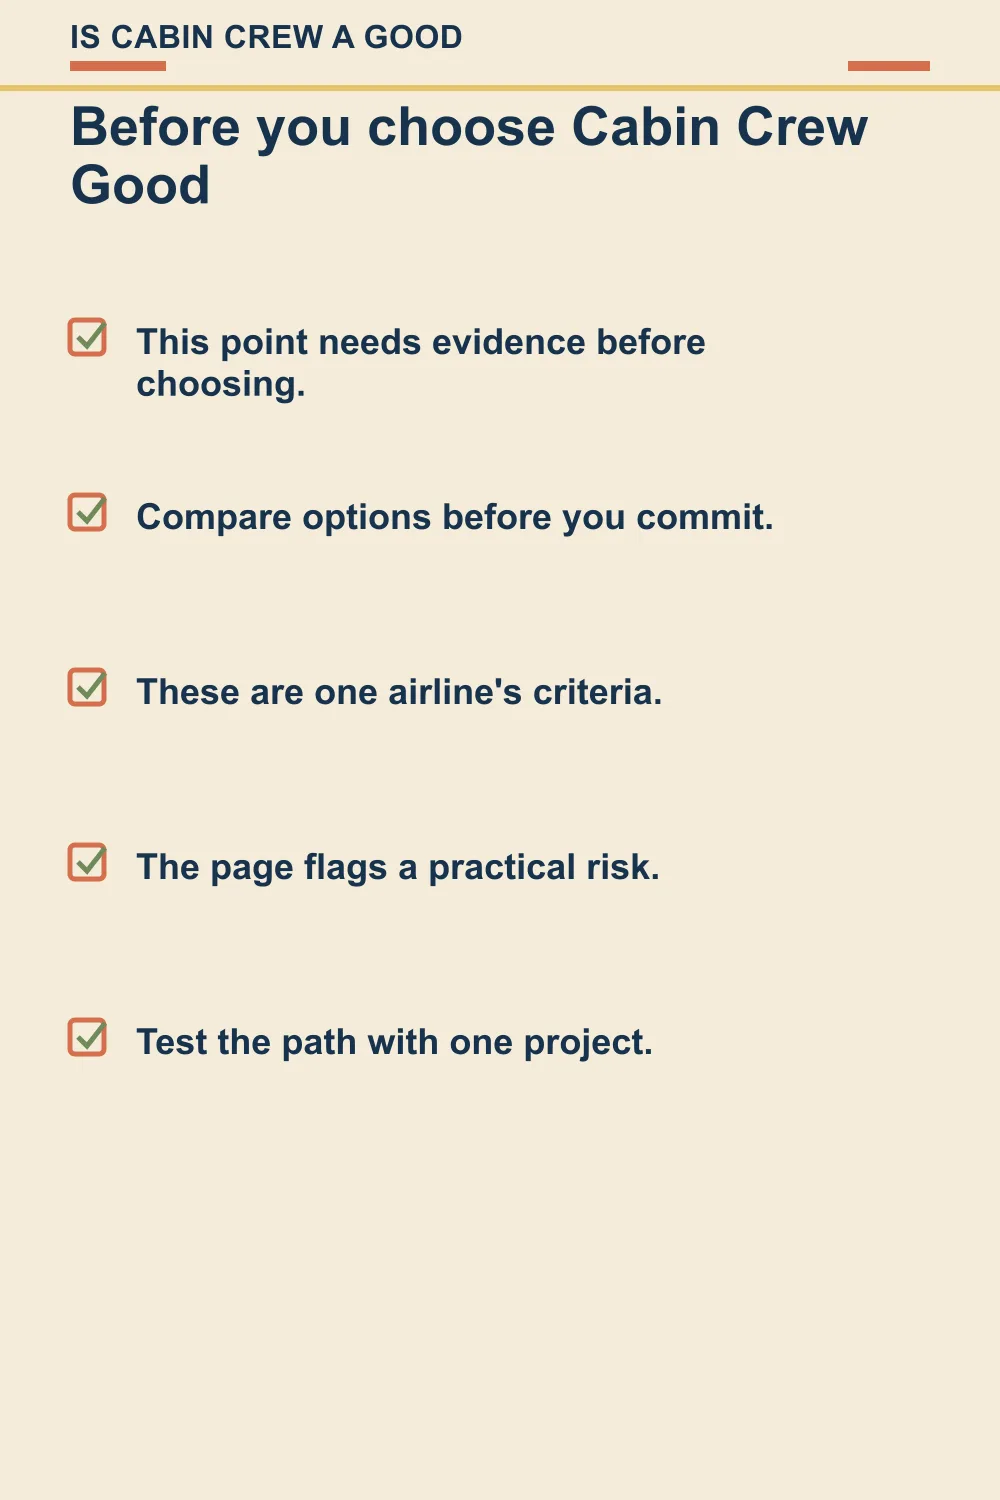 IS CABIN CREW A GOOD
Before you choose Cabin Crew
Good
This point needs evidence before
choosing.
Compare options before you commit.
These are one airline's criteria.
The page flags a practical risk.
Test the path with one project.